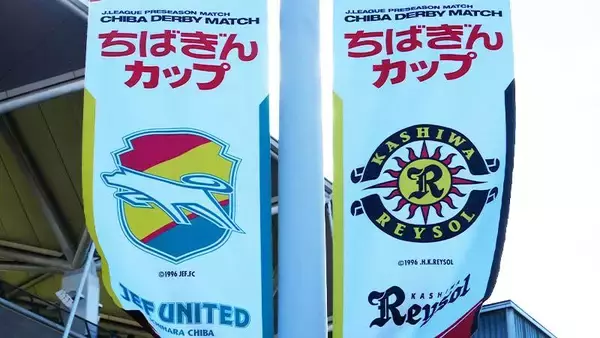 J.LEAGUE PRESEASON MATCH
CHIBA DERBY MATCH
ちばぎん
カップ
©1996 JEF.FC
JEF UNITED
CHIBA
J.LEAGUE PRESEASON MATCH
CHIBA DERBY MATCH
ちばぎん
カップ
KASHIWA
R
REYSOL
©1996 .H.K.REYSOL
KASHIWA
Reysol